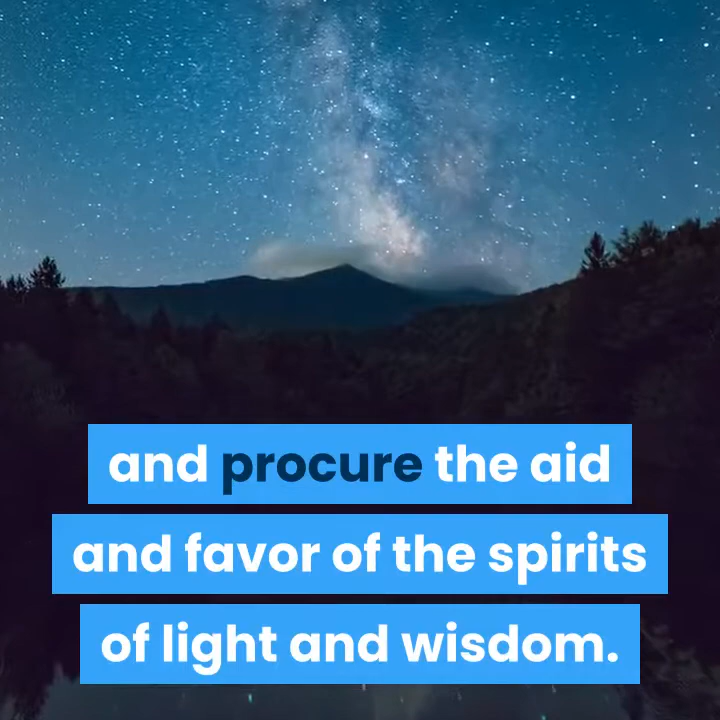 and procure the aid
and favor of the spirits
of light and wisdom.